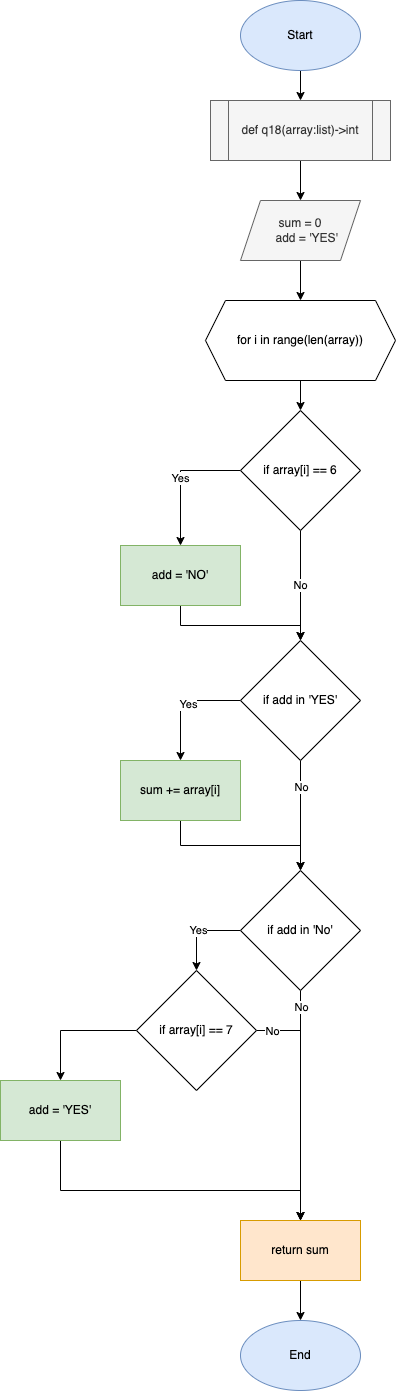 Start
def q18(array:list)->int
sum = 0
add = 'YES'
for i in range(len(array))
if array[i] == 6
Yes
add = 'NO'
No
if add in 'YES'
Yes
sum += array[i]
No
if add in 'No'
Yes
No
if array[i] == 7
No
add = 'YES'
return sum
End